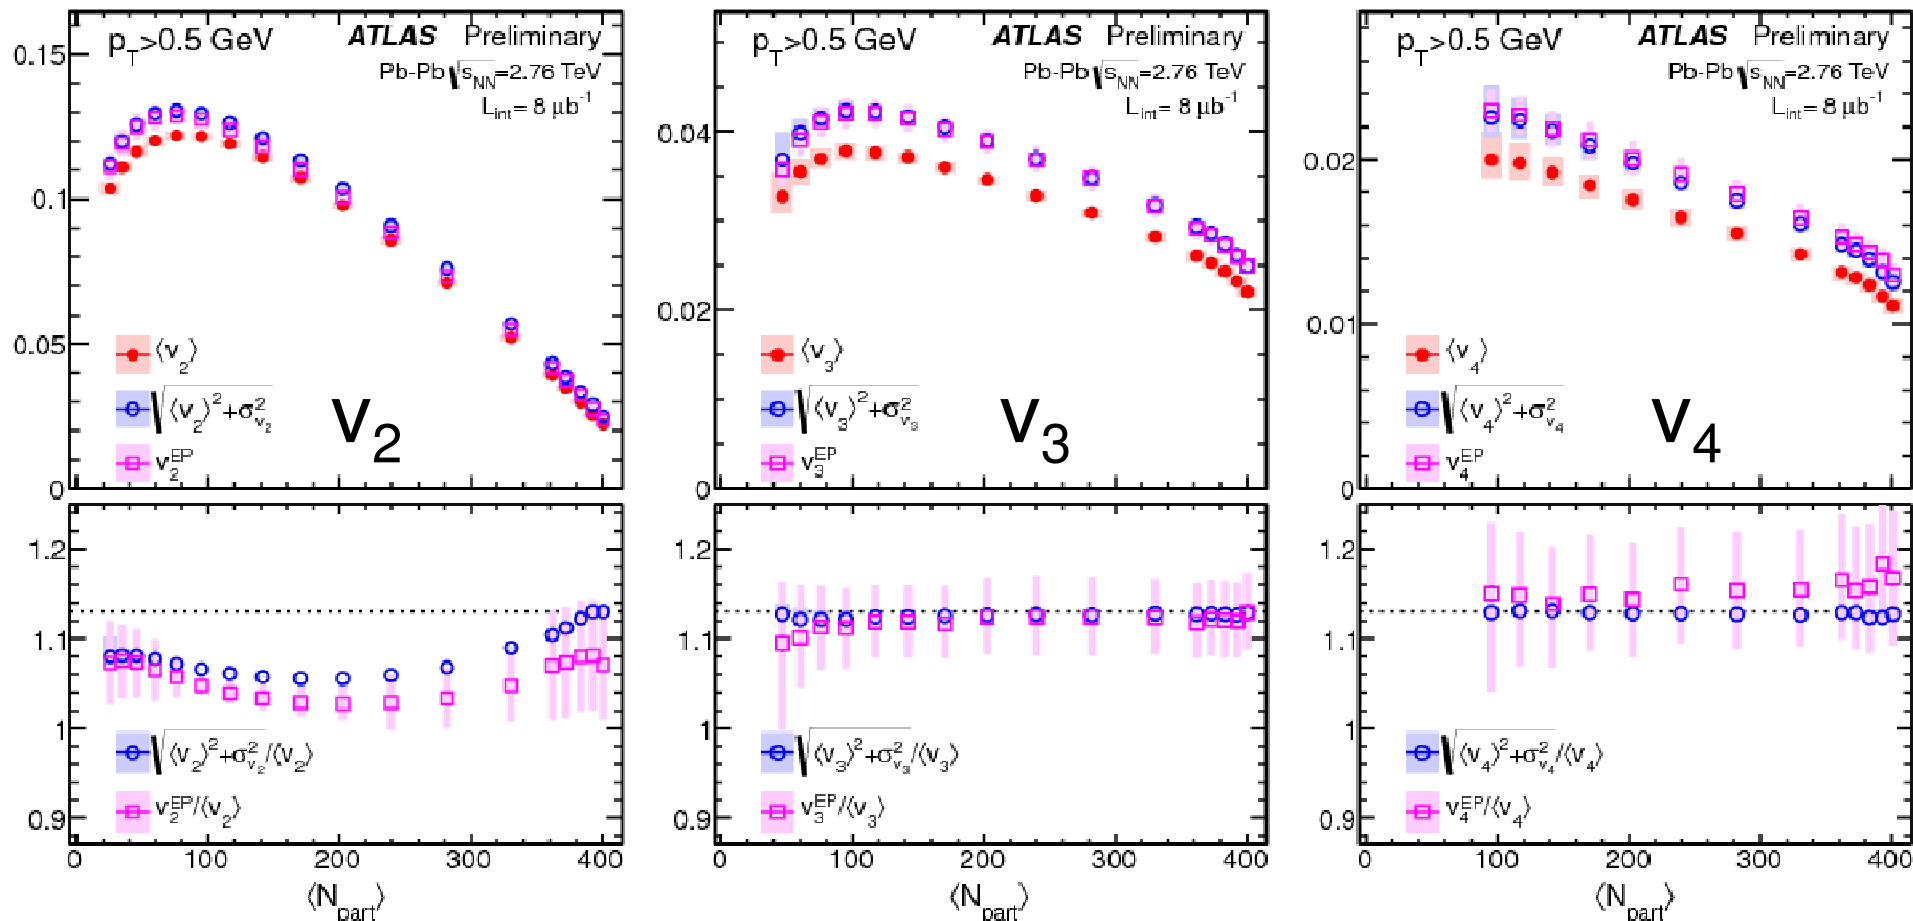 p_T>0.5 GeV ATLAS Preliminary
Pb-Pb √s_NN=2.76 TeV
L_int= 8 μb⁻¹
0.15
0.1
0.05
0
⟨v_2⟩
√⟨v_2⟩²+σ²_v_2
v_2^EP
v_2
p_T>0.5 GeV ATLAS Preliminary
Pb-Pb √s_NN=2.76 TeV
L_int= 8 μb⁻¹
0.04
0.02
0
⟨v_3⟩
√⟨v_3⟩²+σ²_v_3
v_3^EP
v_3
p_T>0.5 GeV ATLAS Preliminary
Pb-Pb √s_NN=2.76 TeV
L_int= 8 μb⁻¹
0.02
0.01
0
⟨v_4⟩
√⟨v_4⟩²+σ²_v_4
v_4^EP
v_4
1.2
1.1
1
0.9
√⟨v_2⟩²+σ²_v_2/⟨v_2⟩
v_2^EP/⟨v_2⟩
0 100 200 300 400
⟨N_part⟩
1.2
1.1
1
0.9
√⟨v_3⟩²+σ²_v_3/⟨v_3⟩
v_3^EP/⟨v_3⟩
0 100 200 300 400
⟨N_part⟩
1.2
1.1
1
0.9
√⟨v_4⟩²+σ²_v_4/⟨v_4⟩
v_4^EP/⟨v_4⟩
0 100 200 300 400
⟨N_part⟩